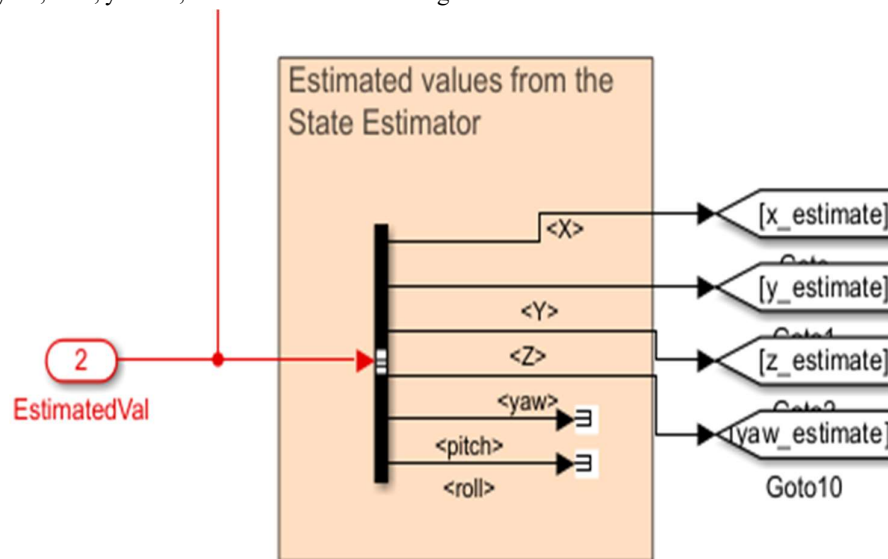 Estimated values from the
State Estimator
<X>
[x_estimate]
<Y>
[y_estimate]
<Z>
[z_estimate]
2
EstimatedVal
<yaw>
yaw_estimate]
<pitch>
<roll>
Goto10